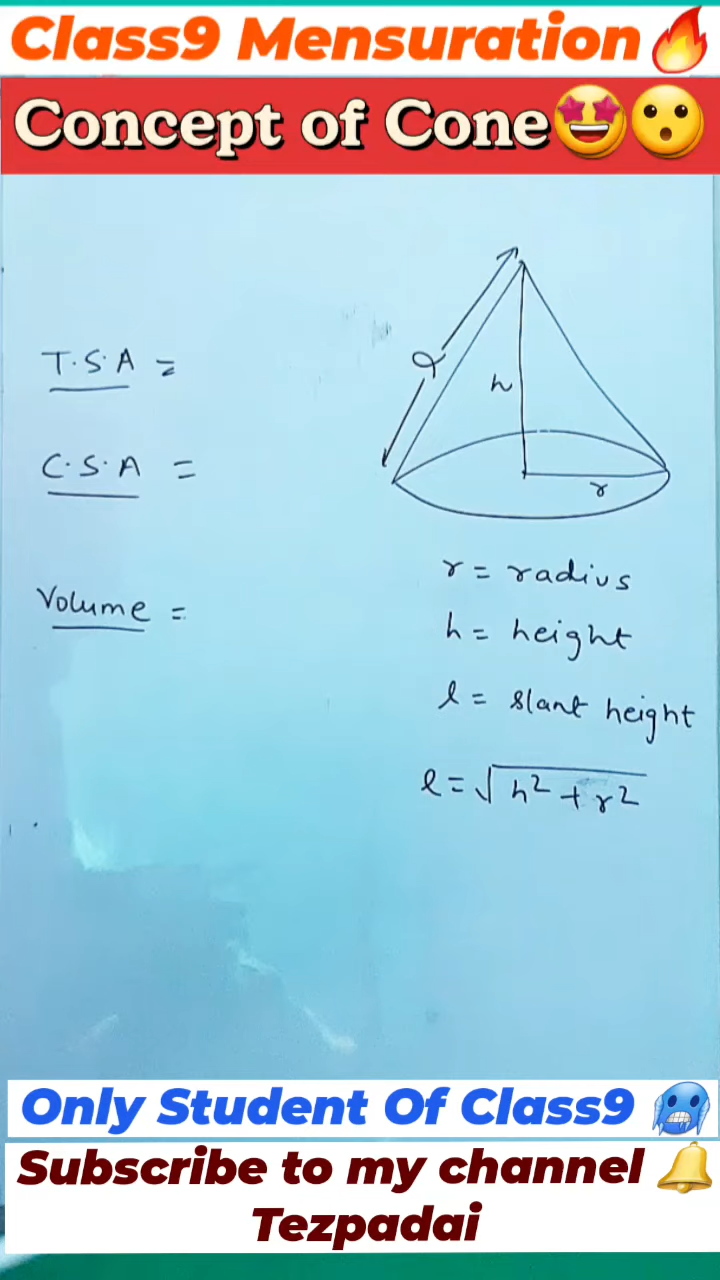 Class9 Mensuration🔥
Concept of Cone🤩😮
T.S.A =
C.S.A =
Volume =
l
h
r
r = radius
h = height
l = slant height
l = √h² + r²
Only Student Of Class9 🥶
Subscribe to my channel 🔔
Tezpadai